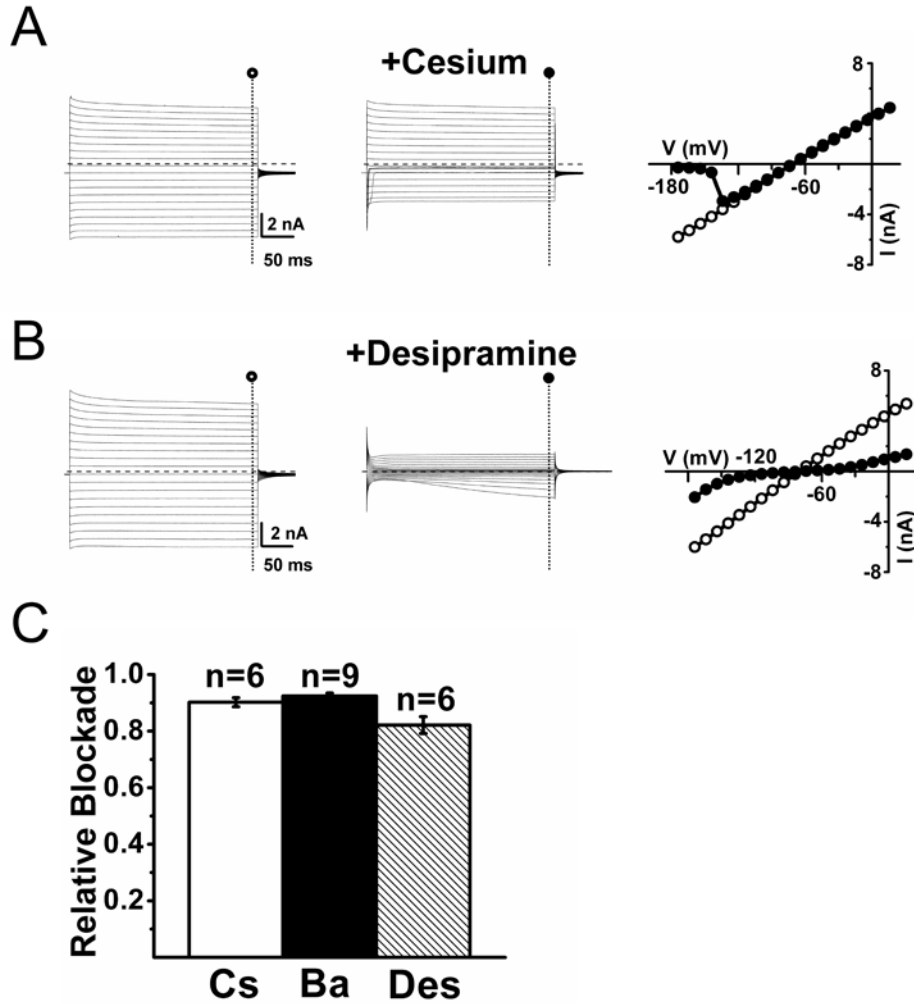 A
+Cesium
2 nA
50 ms
V (mV)
-180
-60
8
-4
-8
I (nA)
B
+Desipramine
2 nA
50 ms
V (mV)
-120
-60
8
4
-4
-8
I (nA)
C
Relative Blockade
1.0
0.8
0.6
0.4
0.2
n=6
n=9
n=6
Cs
Ba
Des